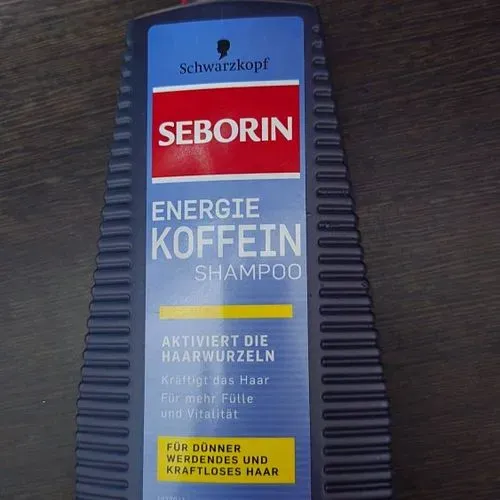 Schwarzkopf
SEBORIN
ENERGIE
KOFFEIN
SHAMPOO
AKTIVIERT DIE
HAARWURZELN
Kräftigt das Haar
Für mehr Fülle
und Vitalität
FÜR DÜNNER
WERDENDES UND
KRAFTLOSES HAAR